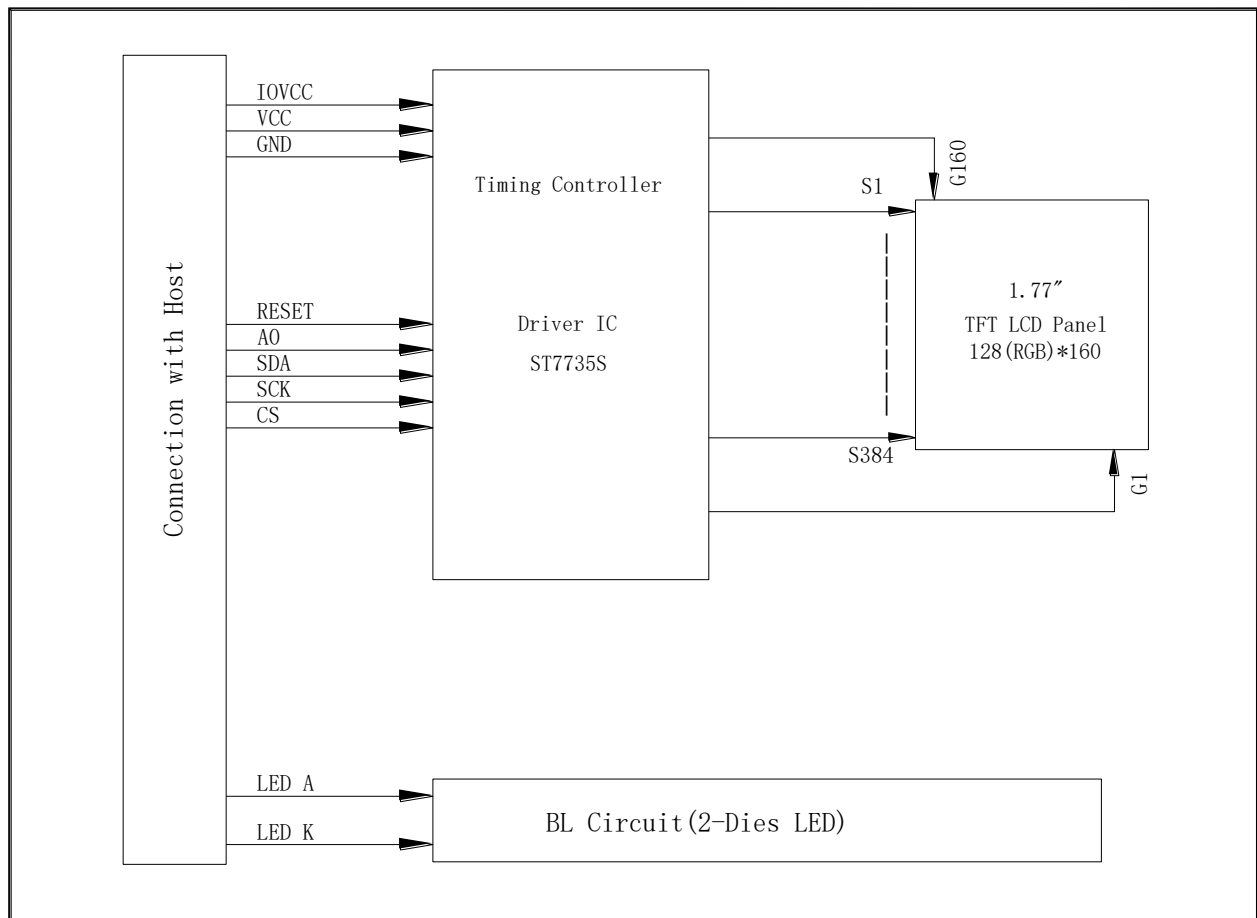 Connection with Host
IOVCC
VCC
GND
RESET
AO
SDA
SCK
CS
LED A
LED K
Timing Controller
Driver IC
ST7735S
G160
S1
S384
G1
1.77"
TFT LCD Panel
128(RGB)*160
BL Circuit(2-Dies LED)